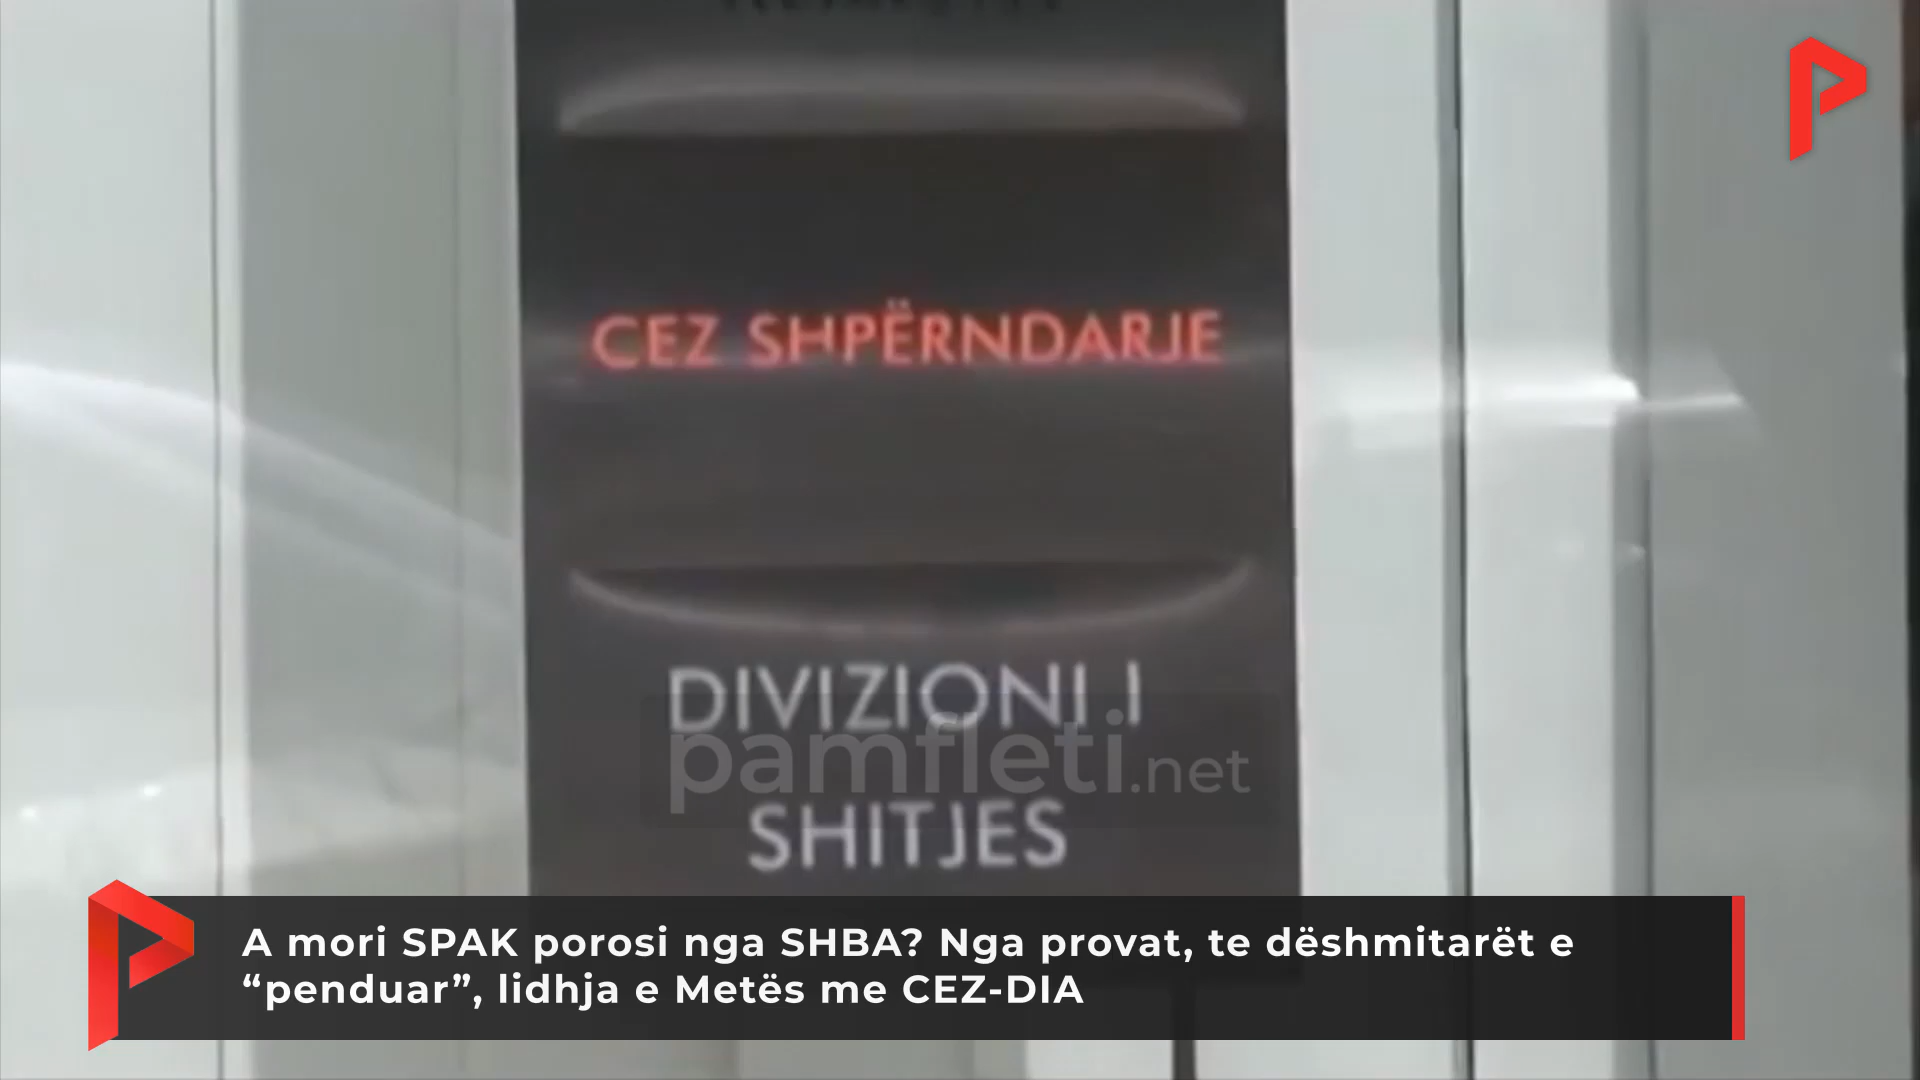 CEZ SHPËRNDARJE
DIVIZIONI I
pamfleti.net
SHITJES
A mori SPAK porosi nga SHBA? Nga provat, te dëshmitarët e
“penduar”, lidhja e Metës me CEZ-DIA